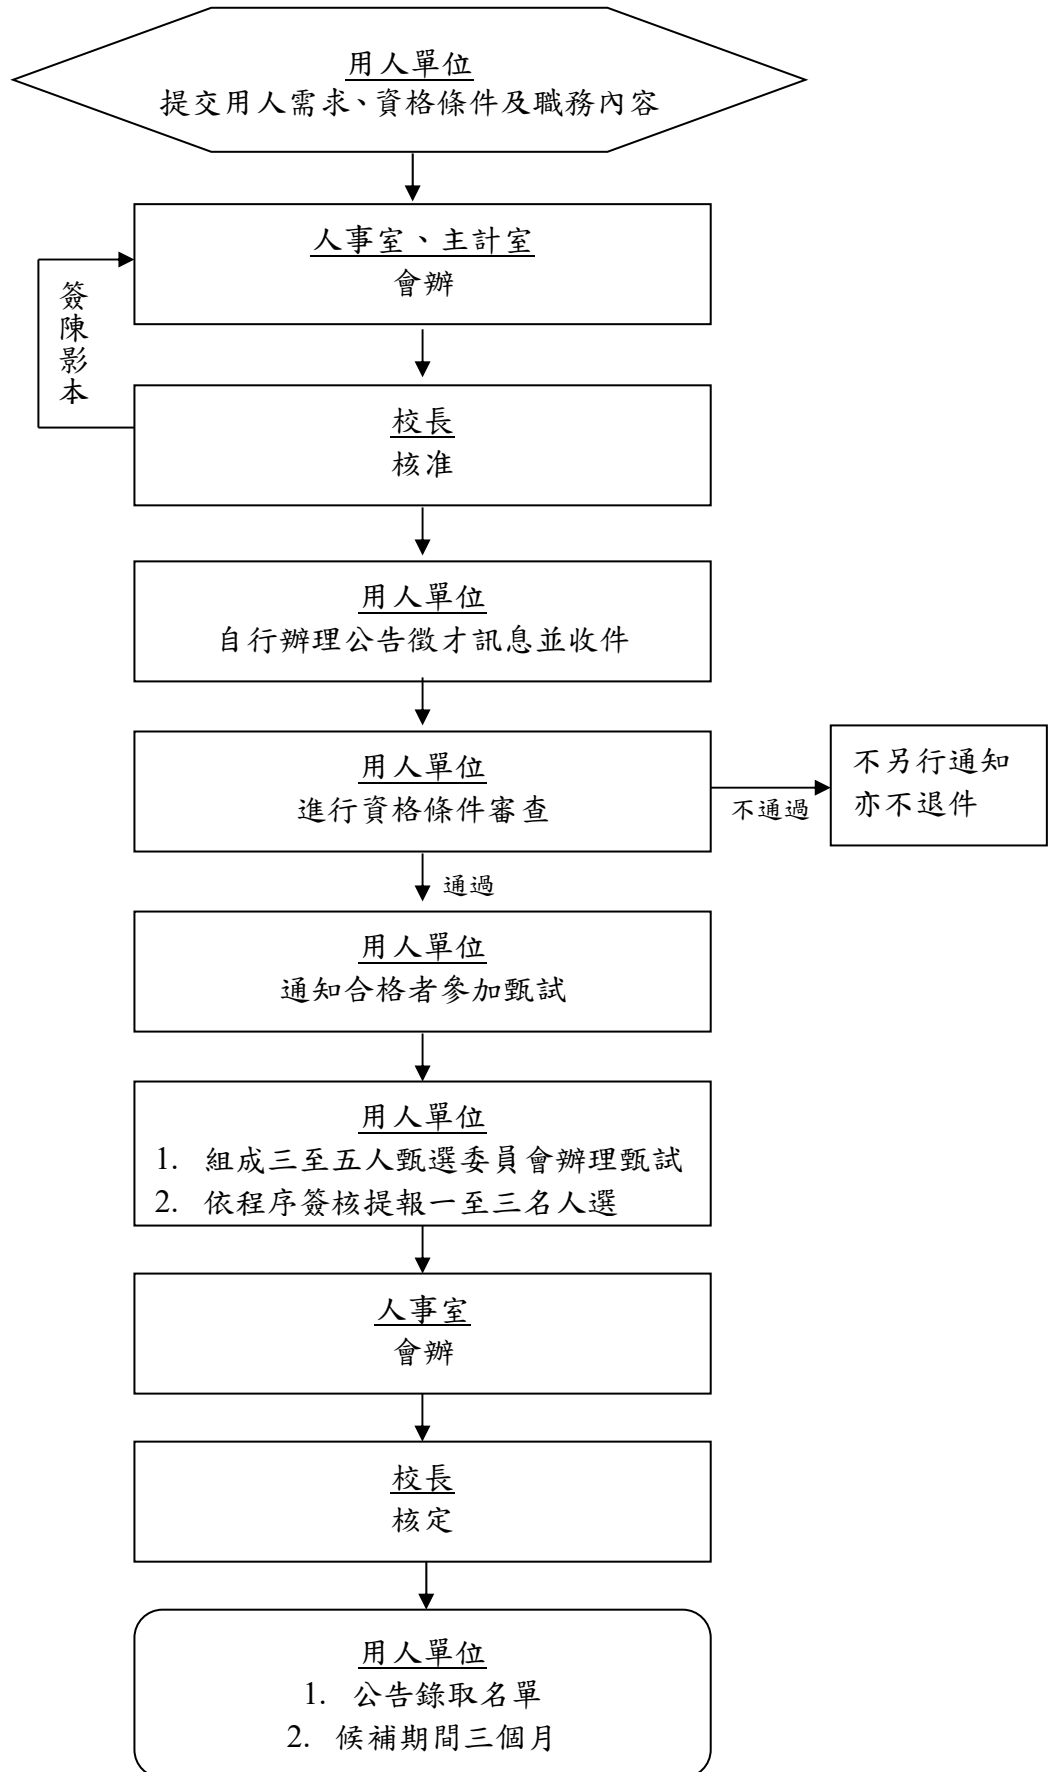 用人單位
提交用人需求、資格條件及職務內容
人事室、主計室
會辦
簽陳影本
校長
核准
用人單位
自行辦理公告徵才訊息並收件
用人單位
進行資格條件審查
不通過
不另行通知
亦不退件
通過
用人單位
通知合格者參加甄試
用人單位
1. 組成三至五人甄選委員會辦理甄試
2. 依程序簽核提報一至三名人選
人事室
會辦
校長
核定
用人單位
1. 公告錄取名單
2. 候補期間三個月